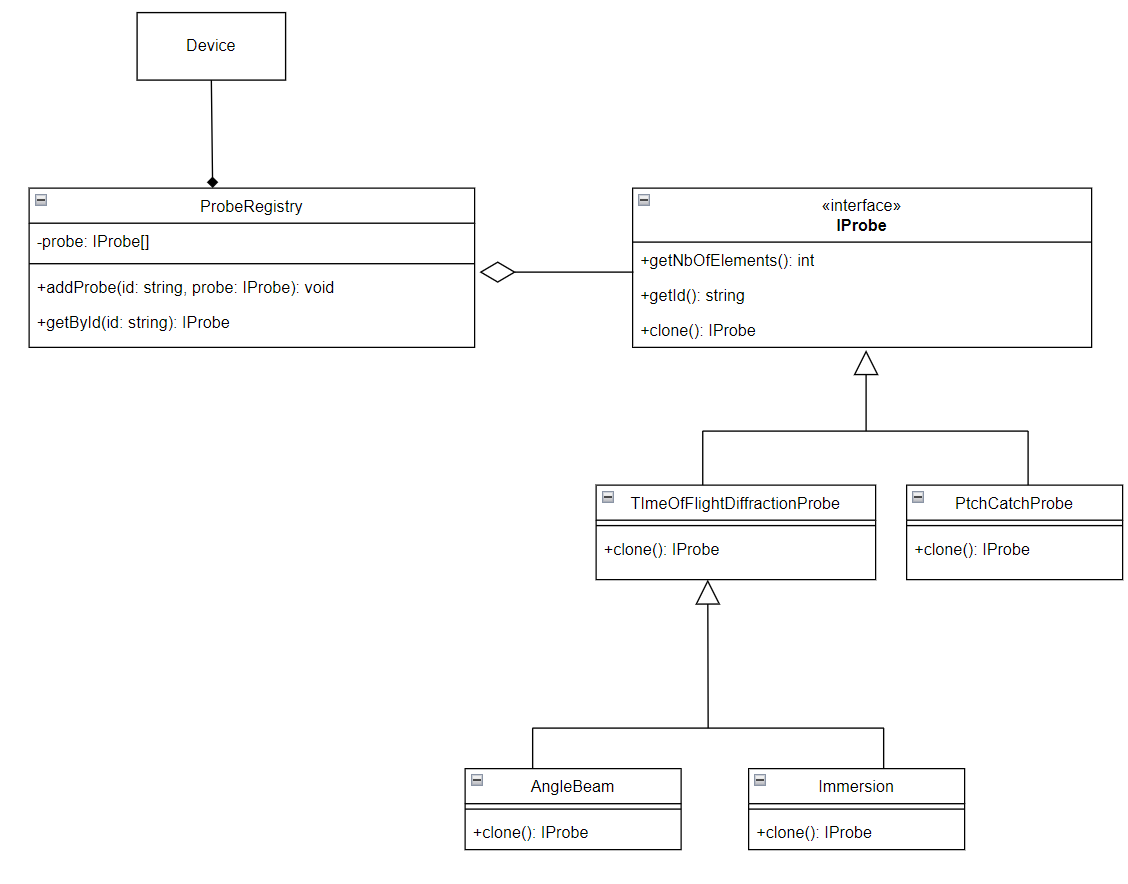 Device
ProbeRegistry
-probe: IProbe[]
+addProbe(id: string, probe: IProbe): void
+getById(id: string): IProbe
«interface»
IProbe
+getNbOfElements(): int
+getId(): string
+clone(): IProbe
TImeOfFlightDiffractionProbe
+clone(): IProbe
PtchCatchProbe
+clone(): IProbe
AngleBeam
+clone(): IProbe
Immersion
+clone(): IProbe